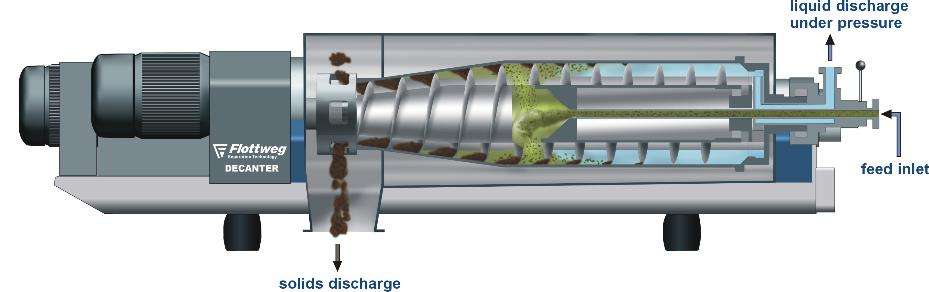 liquid discharge
under pressure
Flottweg
Separation Technology
DECANTER
feed inlet
solids discharge